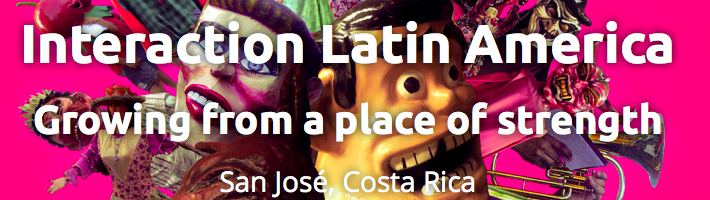 Interaction Latin America
Growing from a place of strength
San José, Costa Rica